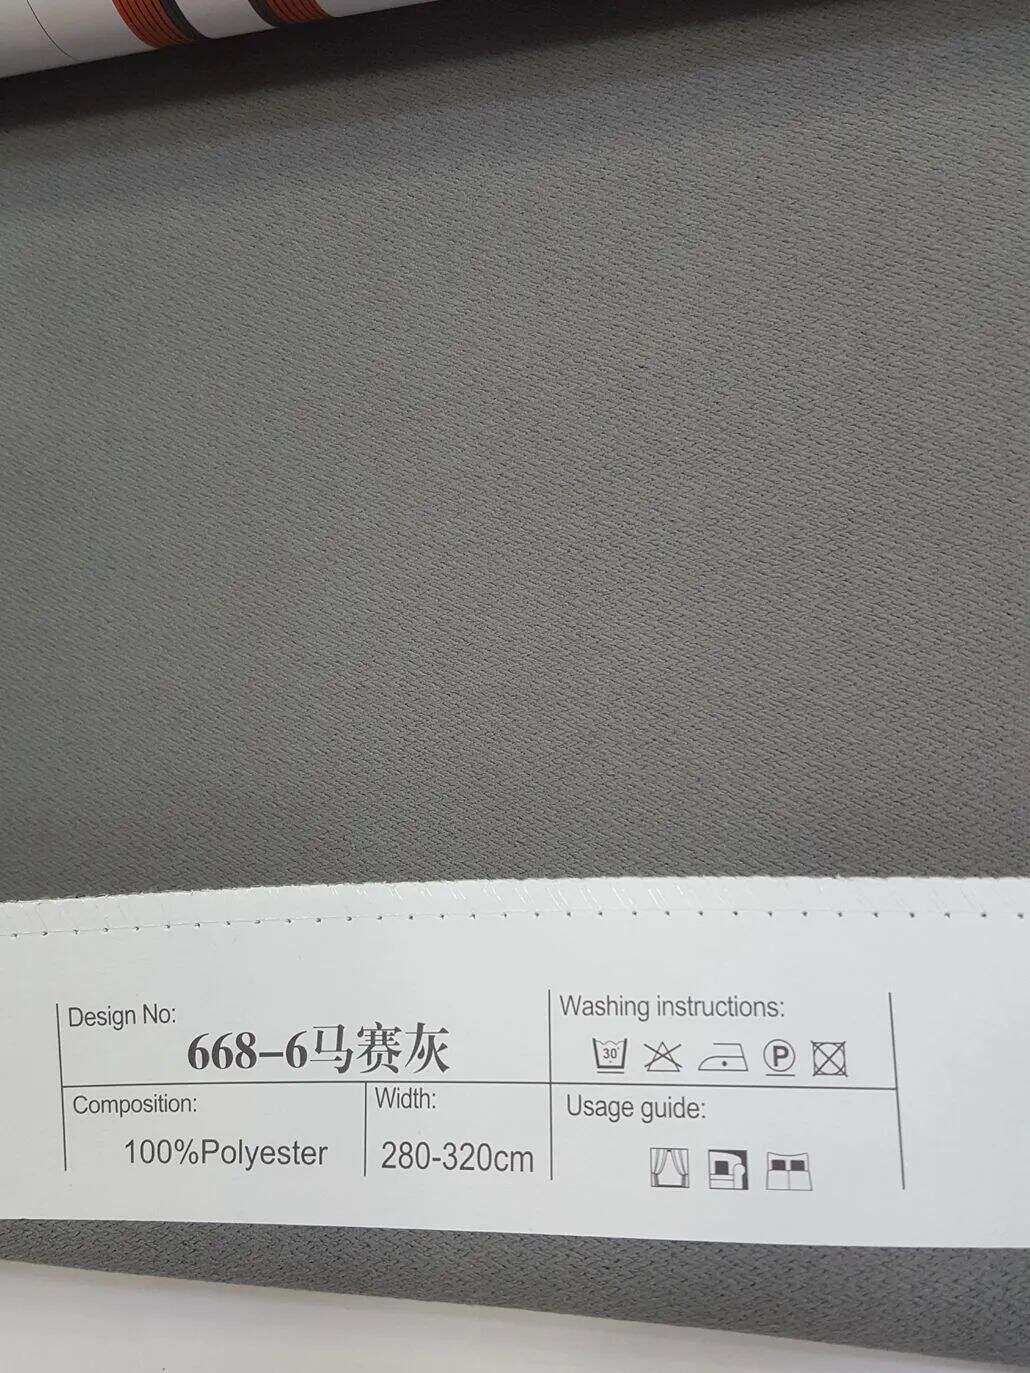 Design No:
668-6马赛灰
Washing instructions:
30°
P
Composition:
100%Polyester
Width:
280-320cm
Usage guide: